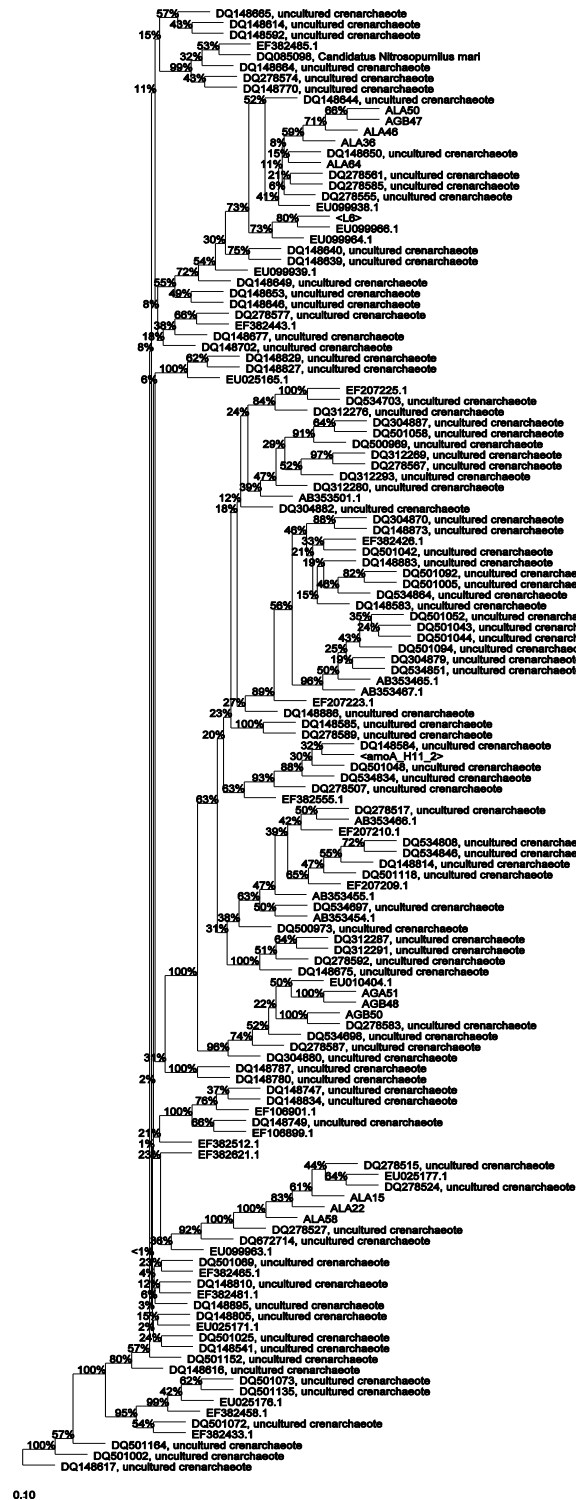 57% DQ148665, uncultured crenarchaeote
43% DQ148614, uncultured crenarchaeote
15% DQ148592, uncultured crenarchaeote
53% EF382485.1
32% DQ085098, Candidatus Nitrosopumilus mari
99% DQ148664, uncultured crenarchaeote
43% DQ278574, uncultured crenarchaeote
11% DQ148770, uncultured crenarchaeote
52% DQ148644, uncultured crenarchaeote
66% ALA50
71% AGB47
59% ALA46
8% ALA36
15% DQ148650, uncultured crenarchaeote
11% ALA64
21% DQ278561, uncultured crenarchaeote
6% DQ278585, uncultured crenarchaeote
41% DQ278555, uncultured crenarchaeote
73% EU099938.1
80% <L6>
73% EU099966.1
30% EU099964.1
75% DQ148640, uncultured crenarchaeote
54% DQ148639, uncultured crenarchaeote
72% EU099939.1
55% DQ148649, uncultured crenarchaeote
49% DQ148653, uncultured crenarchaeote
8% DQ148646, uncultured crenarchaeote
66% DQ278577, uncultured crenarchaeote
38% EF382443.1
18% DQ148677, uncultured crenarchaeote
8% DQ148702, uncultured crenarchaeote
62% DQ148829, uncultured crenarchaeote
100% DQ148827, uncultured crenarchaeote
6% EU025165.1
100% EF207225.1
84% DQ534703, uncultured crenarchaeote
24% DQ312276, uncultured crenarchaeote
64% DQ304887, uncultured crenarchaeote
91% DQ501058, uncultured crenarchaeote
29% DQ500969, uncultured crenarchaeote
97% DQ312269, uncultured crenarchaeote
52% DQ278567, uncultured crenarchaeote
47% DQ312293, uncultured crenarchaeote
39% DQ312280, uncultured crenarchaeote
12% AB353501.1
18% DQ304882, uncultured crenarchaeote
88% DQ304870, uncultured crenarchaeote
46% DQ148873, uncultured crenarchaeote
33% EF382426.1
21% DQ501042, uncultured crenarchaeote
19% DQ148883, uncultured crenarchaeote
82% DQ501092, uncultured crenarchae
46% DQ501005, uncultured crenarchae
15% DQ534864, uncultured crenarchaeote
DQ148583, uncultured crenarchaeote
56% 35% DQ501052, uncultured crenarchae
24% DQ501043, uncultured crenarch
43% DQ501044, uncultured crenarch
25% DQ501094, uncultured crenarchae
19% DQ304879, uncultured crenarchaeote
50% DQ534851, uncultured crenarchaeote
96% AB353465.1
89% AB353467.1
27% EF207223.1
23% DQ148886, uncultured crenarchaeote
100% DQ148585, uncultured crenarchaeote
20% DQ278589, uncultured crenarchaeote
32% DQ148584, uncultured crenarchaeote
30% <amoA_H11_2>
88% DQ501048, uncultured crenarchaeote
93% DQ534834, uncultured crenarchaeote
63% DQ278507, uncultured crenarchaeote
63% EF382555.1
50% DQ278517, uncultured crenarchaeote
42% AB353466.1
39% EF207210.1
72% DQ534808, uncultured crenarchae
55% DQ534846, uncultured crenarchae
47% DQ148814, uncultured crenarchaeote
65% DQ501118, uncultured crenarchaeote
47% EF207209.1
63% AB353455.1
50% DQ534697, uncultured crenarchaeote
38% AB353454.1
31% DQ500973, uncultured crenarchaeote
64% DQ312287, uncultured crenarchaeote
51% DQ312291, uncultured crenarchaeote
100% DQ278592, uncultured crenarchaeote
100% DQ148675, uncultured crenarchaeote
50% EU010404.1
100% AGA51
22% AGB48
100% AGB50
52% DQ278583, uncultured crenarchaeote
74% DQ534698, uncultured crenarchaeote
96% DQ278587, uncultured crenarchaeote
31% DQ304880, uncultured crenarchaeote
100% DQ148787, uncultured crenarchaeote
2% DQ148780, uncultured crenarchaeote
37% DQ148747, uncultured crenarchaeote
76% DQ148834, uncultured crenarchaeote
100% EF106901.1
66% DQ148749, uncultured crenarchaeote
21% EF106899.1
1% EF382512.1
23% EF382621.1
44% DQ278515, uncultured crenarchaeote
64% EU025177.1
61% DQ278524, uncultured crenarchaeote
83% ALA15
100% ALA22
100% ALA58
92% DQ278527, uncultured crenarchaeote
36% DQ672714, uncultured crenarchaeote
<1% EU099963.1
23% DQ501069, uncultured crenarchaeote
4% EF382465.1
12% DQ148810, uncultured crenarchaeote
6% EF382481.1
3% DQ148895, uncultured crenarchaeote
15% DQ148805, uncultured crenarchaeote
2% EU025171.1
24% DQ501025, uncultured crenarchaeote
57% DQ148541, uncultured crenarchaeote
80% DQ501152, uncultured crenarchaeote
100% DQ148616, uncultured crenarchaeote
62% DQ501073, uncultured crenarchaeote
42% DQ501135, uncultured crenarchaeote
99% EU025176.1
95% EF382458.1
54% DQ501072, uncultured crenarchaeote
57% EF382433.1
100% DQ501164, uncultured crenarchaeote
DQ501002, uncultured crenarchaeote
DQ148617, uncultured crenarchaeote
0.10